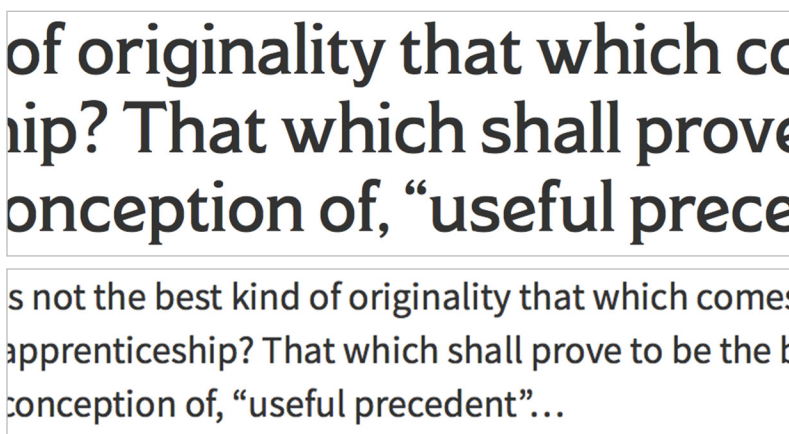 of originality that which co
ip? That which shall prove
onception of, “useful prece
s not the best kind of originality that which comes
apprenticeship? That which shall prove to be the b
conception of, “useful precedent”…